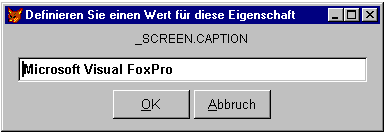 Definieren Sie einen Wert für diese Eigenschaft
_SCREEN.CAPTION
Microsoft Visual FoxPro
OK Abbruch